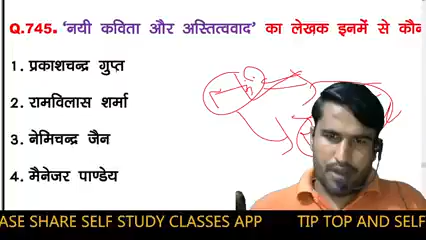 Q.745. ‘नयी कविता और अस्तित्ववाद’ का लेखक इनमें से कौन
1. प्रकाशचन्द्र गुप्त
2. रामविलास शर्मा
3. नेमिचन्द्र जैन
4. मैनेजर पाण्डेय
ASE SHARE SELF STUDY CLASSES APP TIP TOP AND SELF